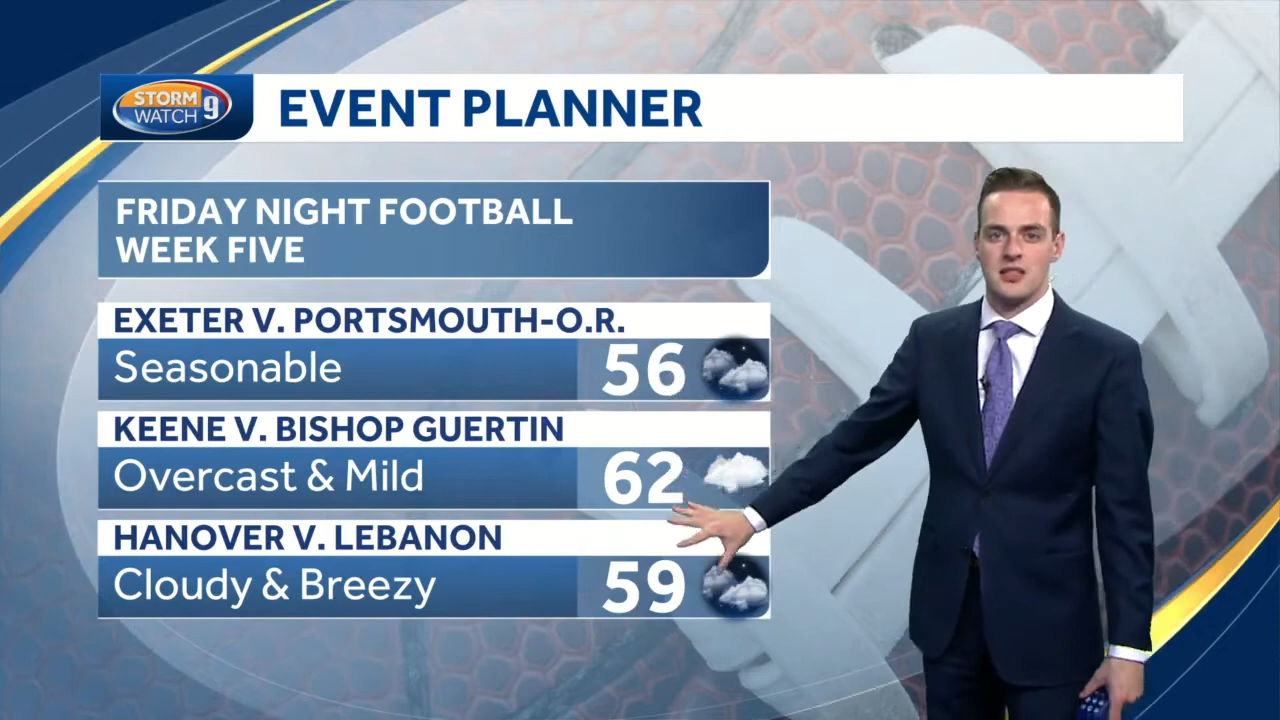 STORM
WATCH 9
EVENT PLANNER
FRIDAY NIGHT FOOTBALL
WEEK FIVE
EXETER V. PORTSMOUTH-O.R.
Seasonable 56
KEENE V. BISHOP GUERTIN
Overcast & Mild 62
HANOVER V. LEBANON
Cloudy & Breezy 59